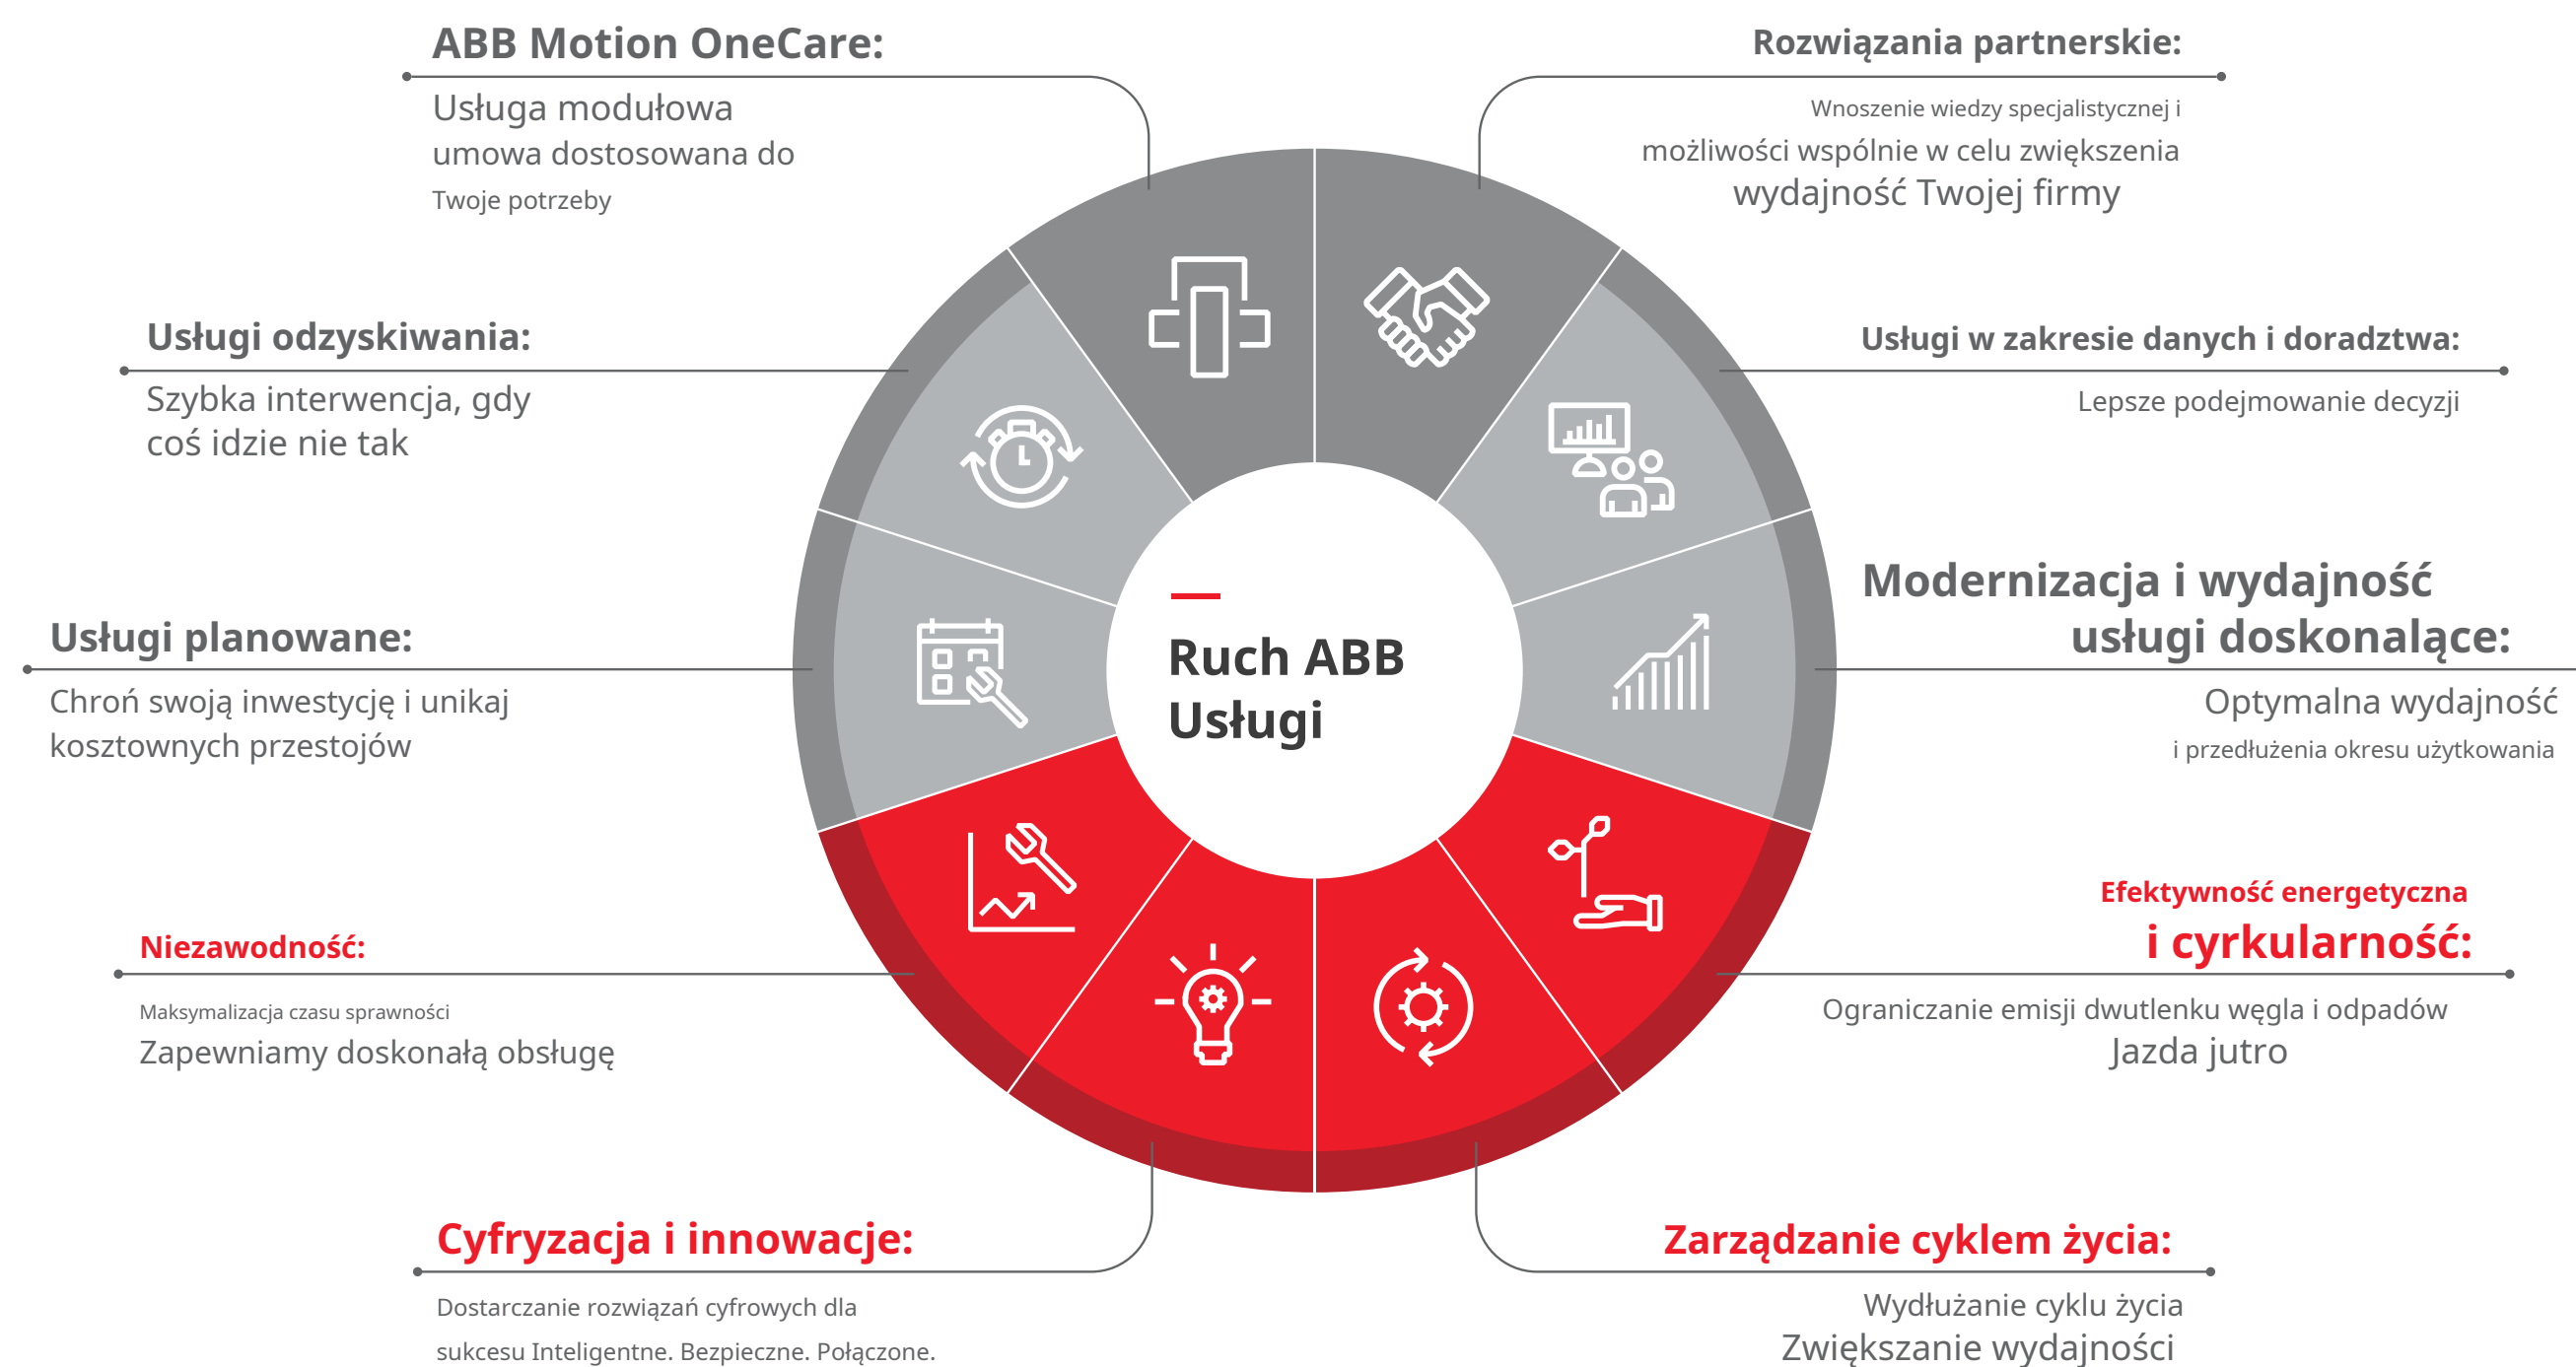 ABB Motion OneCare:
Usługa modułowa
umowa dostosowana do
Twoje potrzeby
Rozwiązania partnerskie:
Wnoszenie wiedzy specjalistycznej i
możliwości wspólnie w celu zwiększenia
wydajność Twojej firmy
Usługi odzyskiwania:
Szybka interwencja, gdy
coś idzie nie tak
Usługi w zakresie danych i doradztwa:
Lepsze podejmowanie decyzji
Usługi planowane:
Chroń swoją inwestycję i unikaj
kosztownych przestojów
Ruch ABB
Usługi
Modernizacja i wydajność
usługi doskonalące:
Optymalna wydajność
i przedłużenia okresu użytkowania
Niezawodność:
Maksymalizacja czasu sprawności
Zapewniamy doskonałą obsługę
Efektywność energetyczna
i cyrkularność:
Ograniczanie emisji dwutlenku węgla i odpadów
Jazda jutro
Cyfryzacja i innowacje:
Dostarczanie rozwiązań cyfrowych dla
sukcesu Inteligentne. Bezpieczne. Połączone.
Zarządzanie cyklem życia:
Wydłużanie cyklu życia
Zwiększanie wydajności